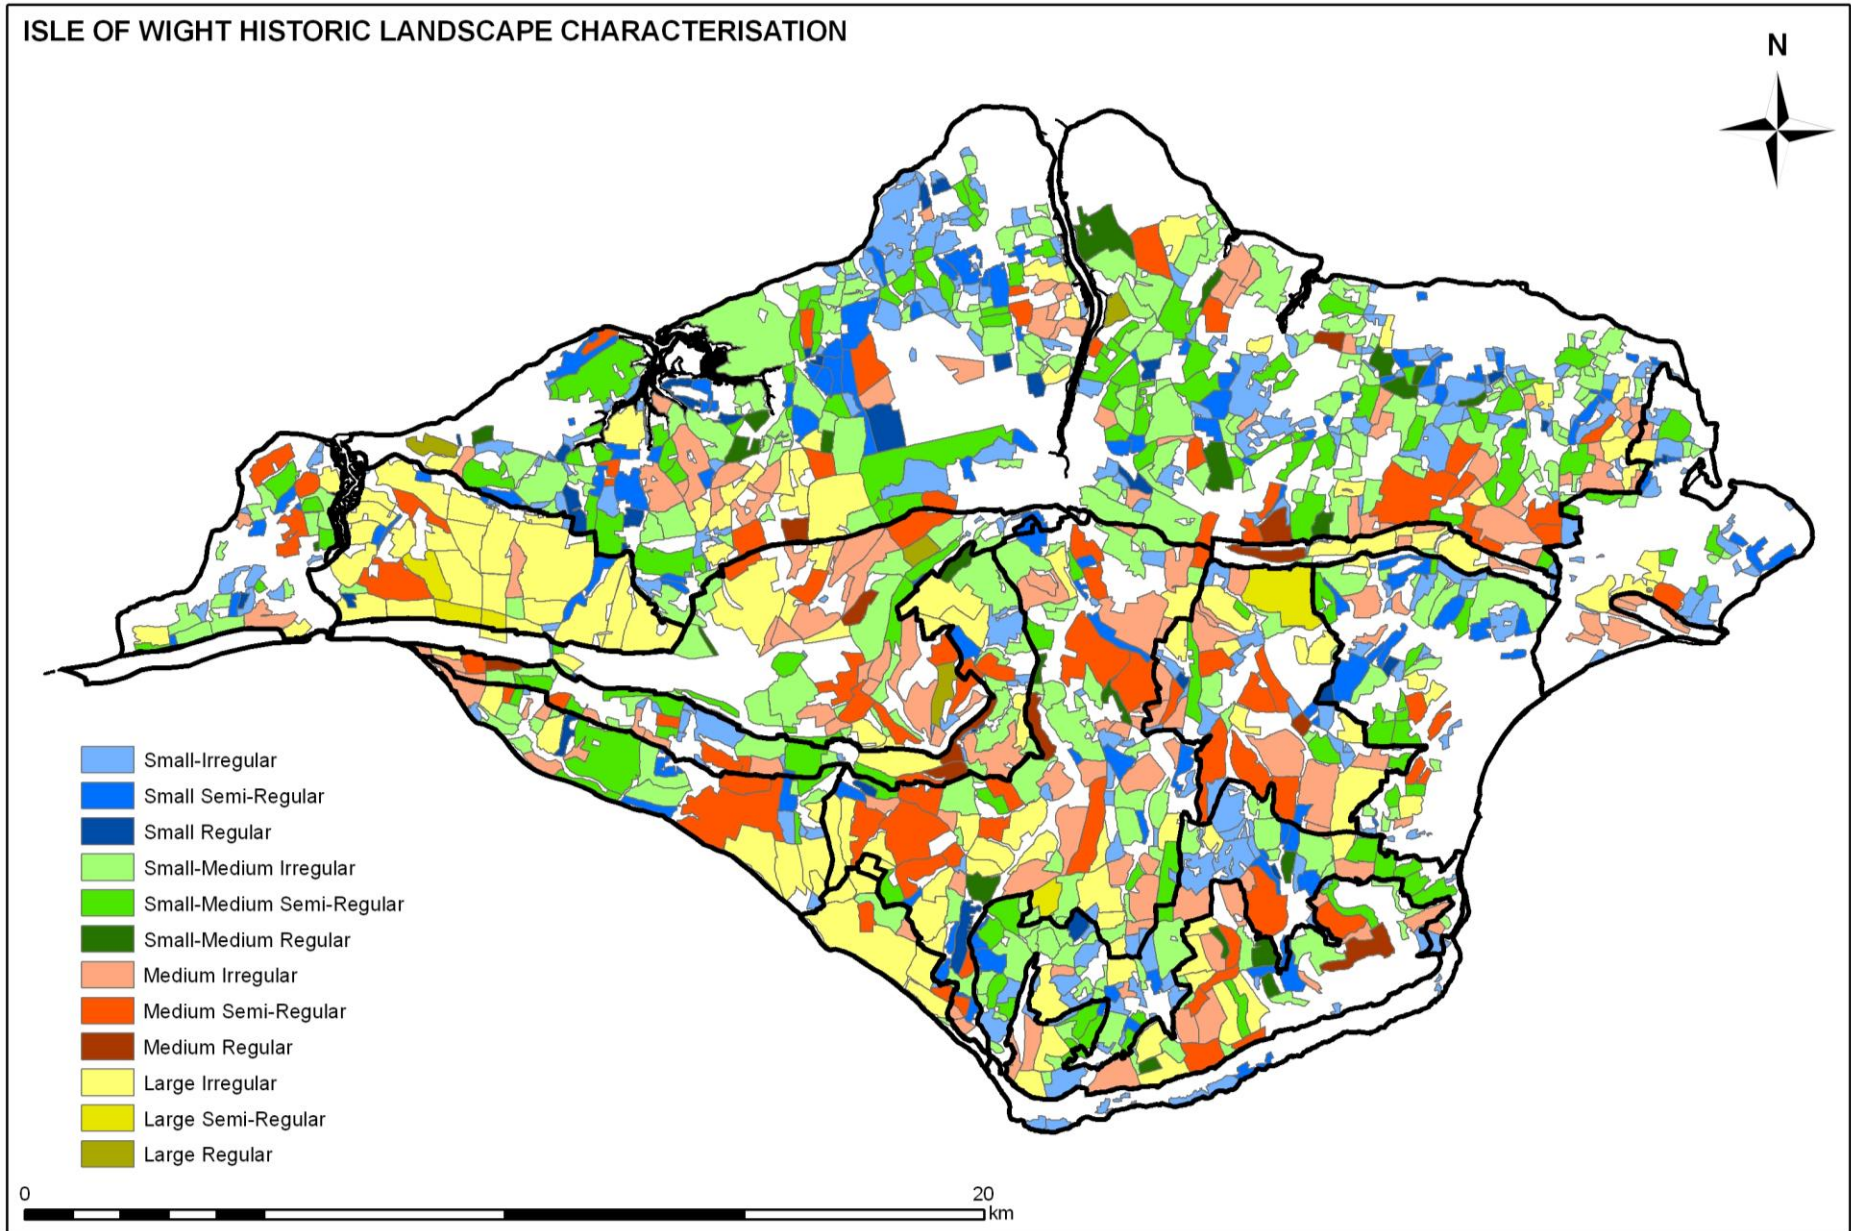 ISLE OF WIGHT HISTORIC LANDSCAPE CHARACTERISATION
N
Small-Irregular
Small Semi-Regular
Small Regular
Small-Medium Irregular
Small-Medium Semi-Regular
Small-Medium Regular
Medium Irregular
Medium Semi-Regular
Medium Regular
Large Irregular
Large Semi-Regular
Large Regular
0 20
km